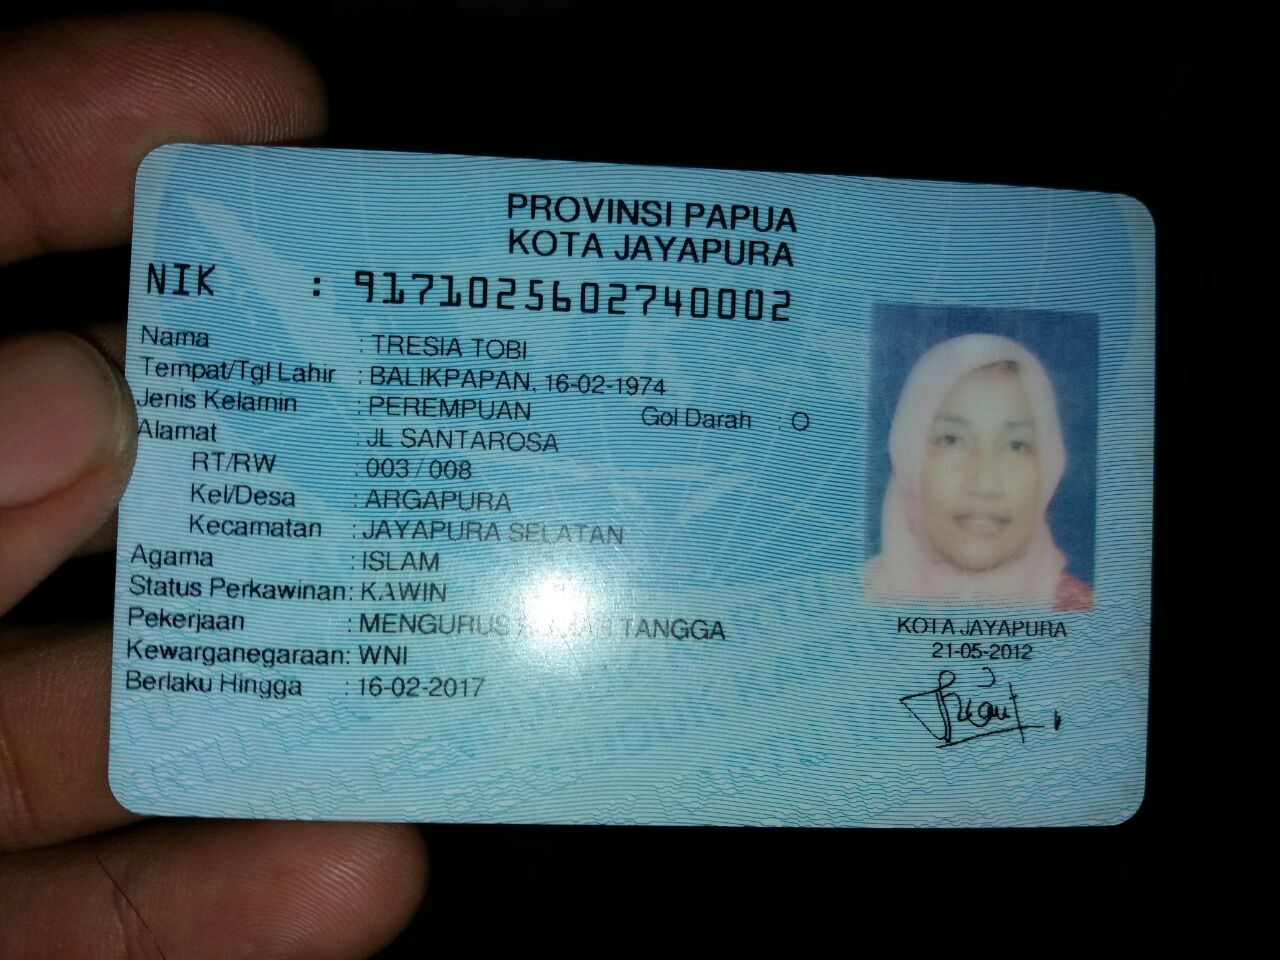 PROVINSI PAPUA
KOTA JAYAPURA
NIK : 9171025602740002
Nama : TRESIA TOBI
Tempat/Tgl Lahir : BALIKPAPAN, 16-02-1974
Jenis Kelamin : PEREMPUAN Gol Darah : O
Alamat : JL SANTAROSA
RT/RW : 003 / 008
Kel/Desa : ARGAPURA
Kecamatan : JAYAPURA SELATAN
Agama : ISLAM
Status Perkawinan: KAWIN
Pekerjaan : MENGURUS TANGGA
Kewarganegaraan: WNI
Berlaku Hingga : 16-02-2017
KOTA JAYAPURA
21-05-2012